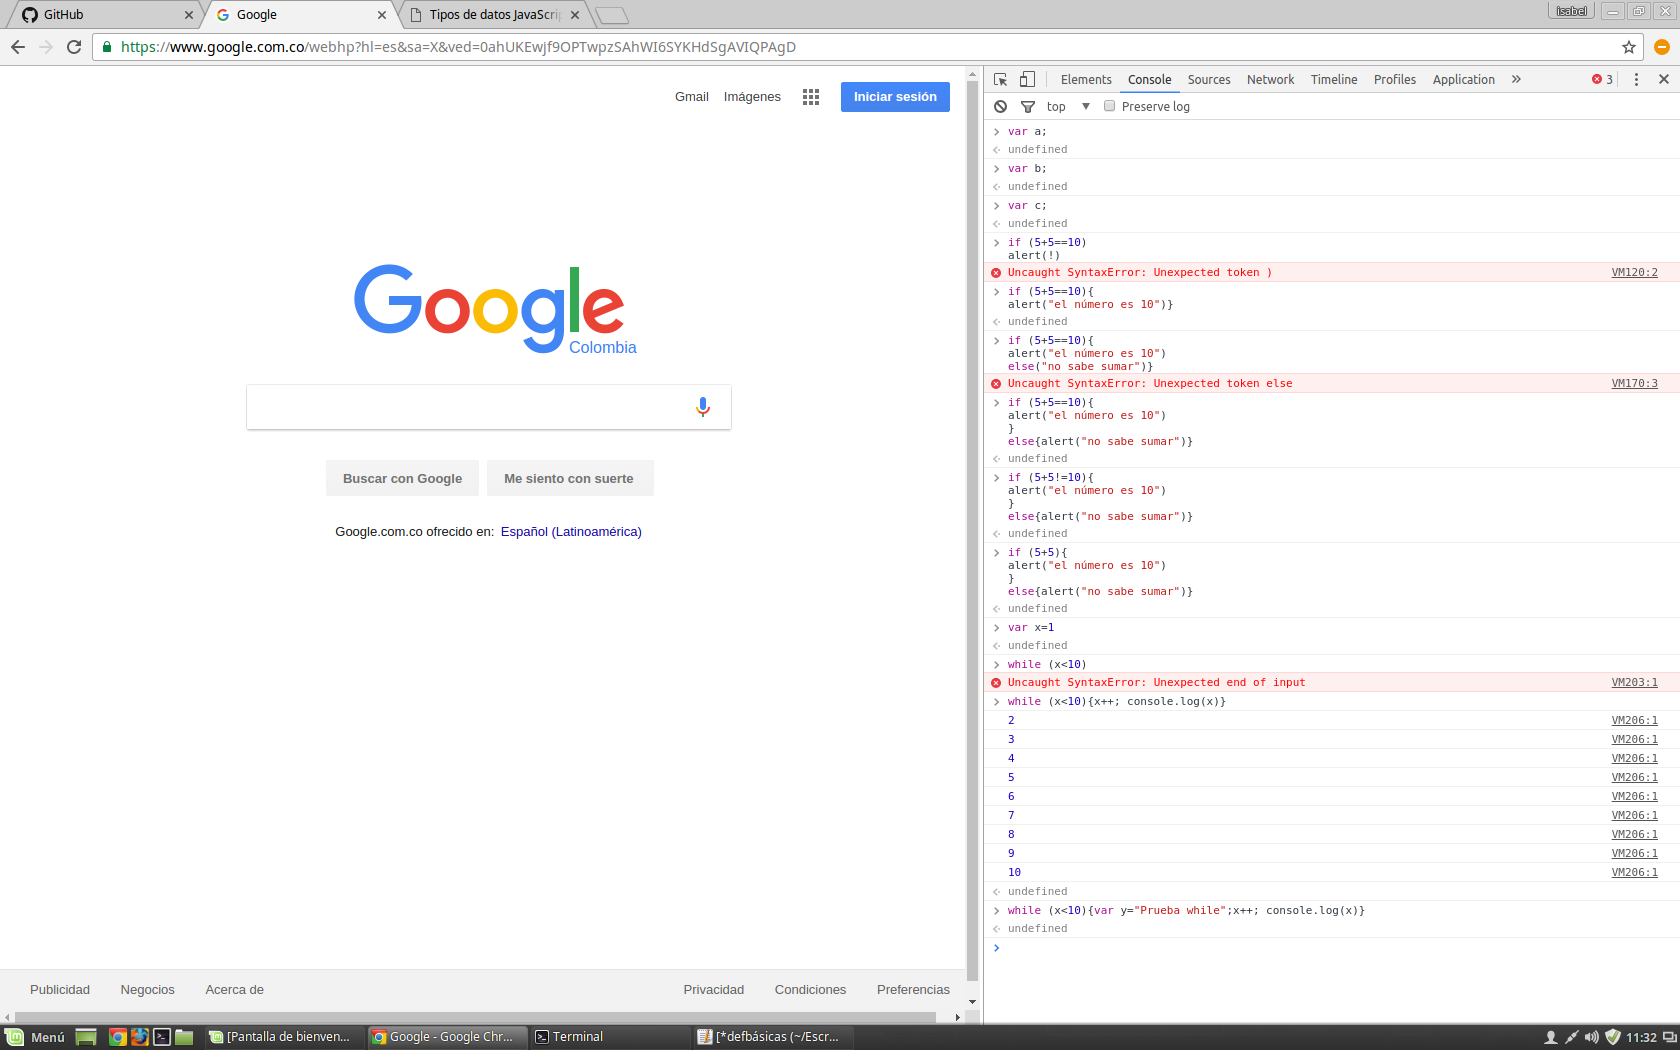 GitHub
Google
Tipos de datos JavaScrip
isabel
https://www.google.com.co/webhp?hl=es&sa=X&ved=0ahUKEwjf9OPTwpzSAhWI6SYKHdSgAVIQPAgD
Gmail Imágenes Iniciar sesión
Google
Colombia
Buscar con Google Me siento con suerte
Google.com.co ofrecido en: Español (Latinoamérica)
Publicidad Negocios Acerca de Privacidad Condiciones Preferencias
Elements Console Sources Network Timeline Profiles Application » 3
top ▼ Preserve log
> var a;
undefined
> var b;
undefined
> var c;
undefined
> if (5+5==10)
alert(!)
Uncaught SyntaxError: Unexpected token ) VM120:2
> if (5+5==10){
alert("el número es 10")}
undefined
> if (5+5==10){
alert("el número es 10")
else("no sabe sumar")}
Uncaught SyntaxError: Unexpected token else VM170:3
> if (5+5==10){
alert("el número es 10")
}
else{alert("no sabe sumar")}
undefined
> if (5+5!=10){
alert("el número es 10")
}
else{alert("no sabe sumar")}
undefined
> if (5+5){
alert("el número es 10")
}
else{alert("no sabe sumar")}
undefined
> var x=1
undefined
> while (x<10)
Uncaught SyntaxError: Unexpected end of input VM203:1
> while (x<10){x++; console.log(x)}
2 VM206:1
3 VM206:1
4 VM206:1
5 VM206:1
6 VM206:1
7 VM206:1
8 VM206:1
9 VM206:1
10 VM206:1
undefined
> while (x<10){var y="Prueba while";x++; console.log(x)}
undefined
>
Menú [Pantalla de bienven... Google - Google Chr... Terminal [*defbásicas (~/Escr... 11:32